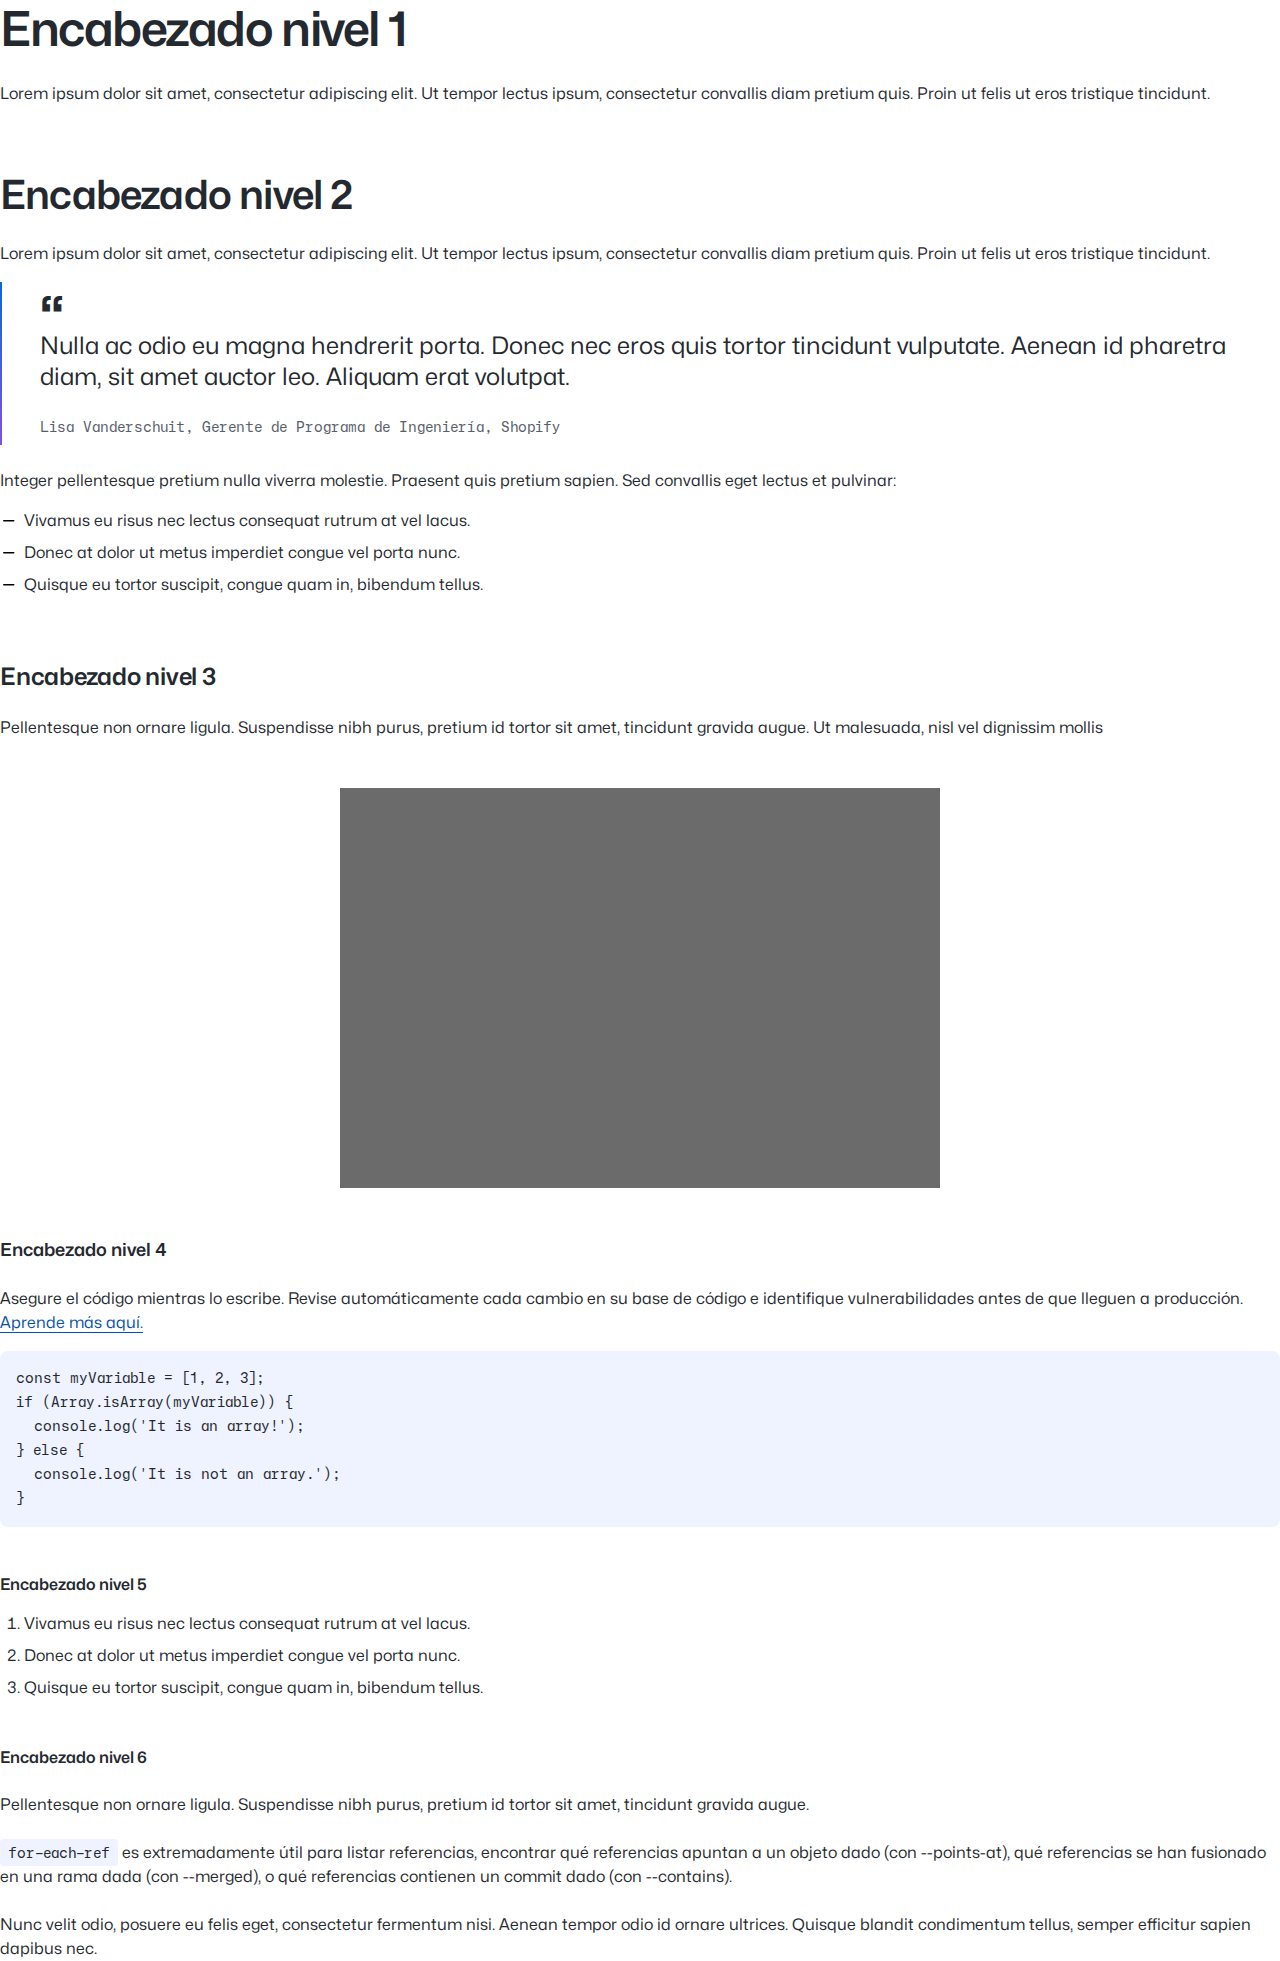 Encabezado nivel 1
Lorem ipsum dolor sit amet, consectetur adipiscing elit. Ut tempor lectus ipsum, consectetur convallis diam pretium quis. Proin ut felis ut eros tristique tincidunt.
Encabezado nivel 2
Lorem ipsum dolor sit amet, consectetur adipiscing elit. Ut tempor lectus ipsum, consectetur convallis diam pretium quis. Proin ut felis ut eros tristique tincidunt.
“
Nulla ac odio eu magna hendrerit porta. Donec nec eros quis tortor tincidunt vulputate. Aenean id pharetra
diam, sit amet auctor leo. Aliquam erat volutpat.
Lisa Vanderschuit, Gerente de Programa de Ingeniería, Shopify
Integer pellentesque pretium nulla viverra molestie. Praesent quis pretium sapien. Sed convallis eget lectus et pulvinar:
— Vivamus eu risus nec lectus consequat rutrum at vel lacus.
— Donec at dolor ut metus imperdiet congue vel porta nunc.
— Quisque eu tortor suscipit, congue quam in, bibendum tellus.
Encabezado nivel 3
Pellentesque non ornare ligula. Suspendisse nibh purus, pretium id tortor sit amet, tincidunt gravida augue. Ut malesuada, nisl vel dignissim mollis
Encabezado nivel 4
Asegure el código mientras lo escribe. Revise automáticamente cada cambio en su base de código e identifique vulnerabilidades antes de que lleguen a producción.
Aprende más aquí.
const myVariable = [1, 2, 3];
if (Array.isArray(myVariable)) {
  console.log('It is an array!');
} else {
  console.log('It is not an array.');
}
Encabezado nivel 5
1. Vivamus eu risus nec lectus consequat rutrum at vel lacus.
2. Donec at dolor ut metus imperdiet congue vel porta nunc.
3. Quisque eu tortor suscipit, congue quam in, bibendum tellus.
Encabezado nivel 6
Pellentesque non ornare ligula. Suspendisse nibh purus, pretium id tortor sit amet, tincidunt gravida augue.
for-each-ref es extremadamente útil para listar referencias, encontrar qué referencias apuntan a un objeto dado (con --points-at), qué referencias se han fusionado
en una rama dada (con --merged), o qué referencias contienen un commit dado (con --contains).
Nunc velit odio, posuere eu felis eget, consectetur fermentum nisi. Aenean tempor odio id ornare ultrices. Quisque blandit condimentum tellus, semper efficitur sapien
dapibus nec.